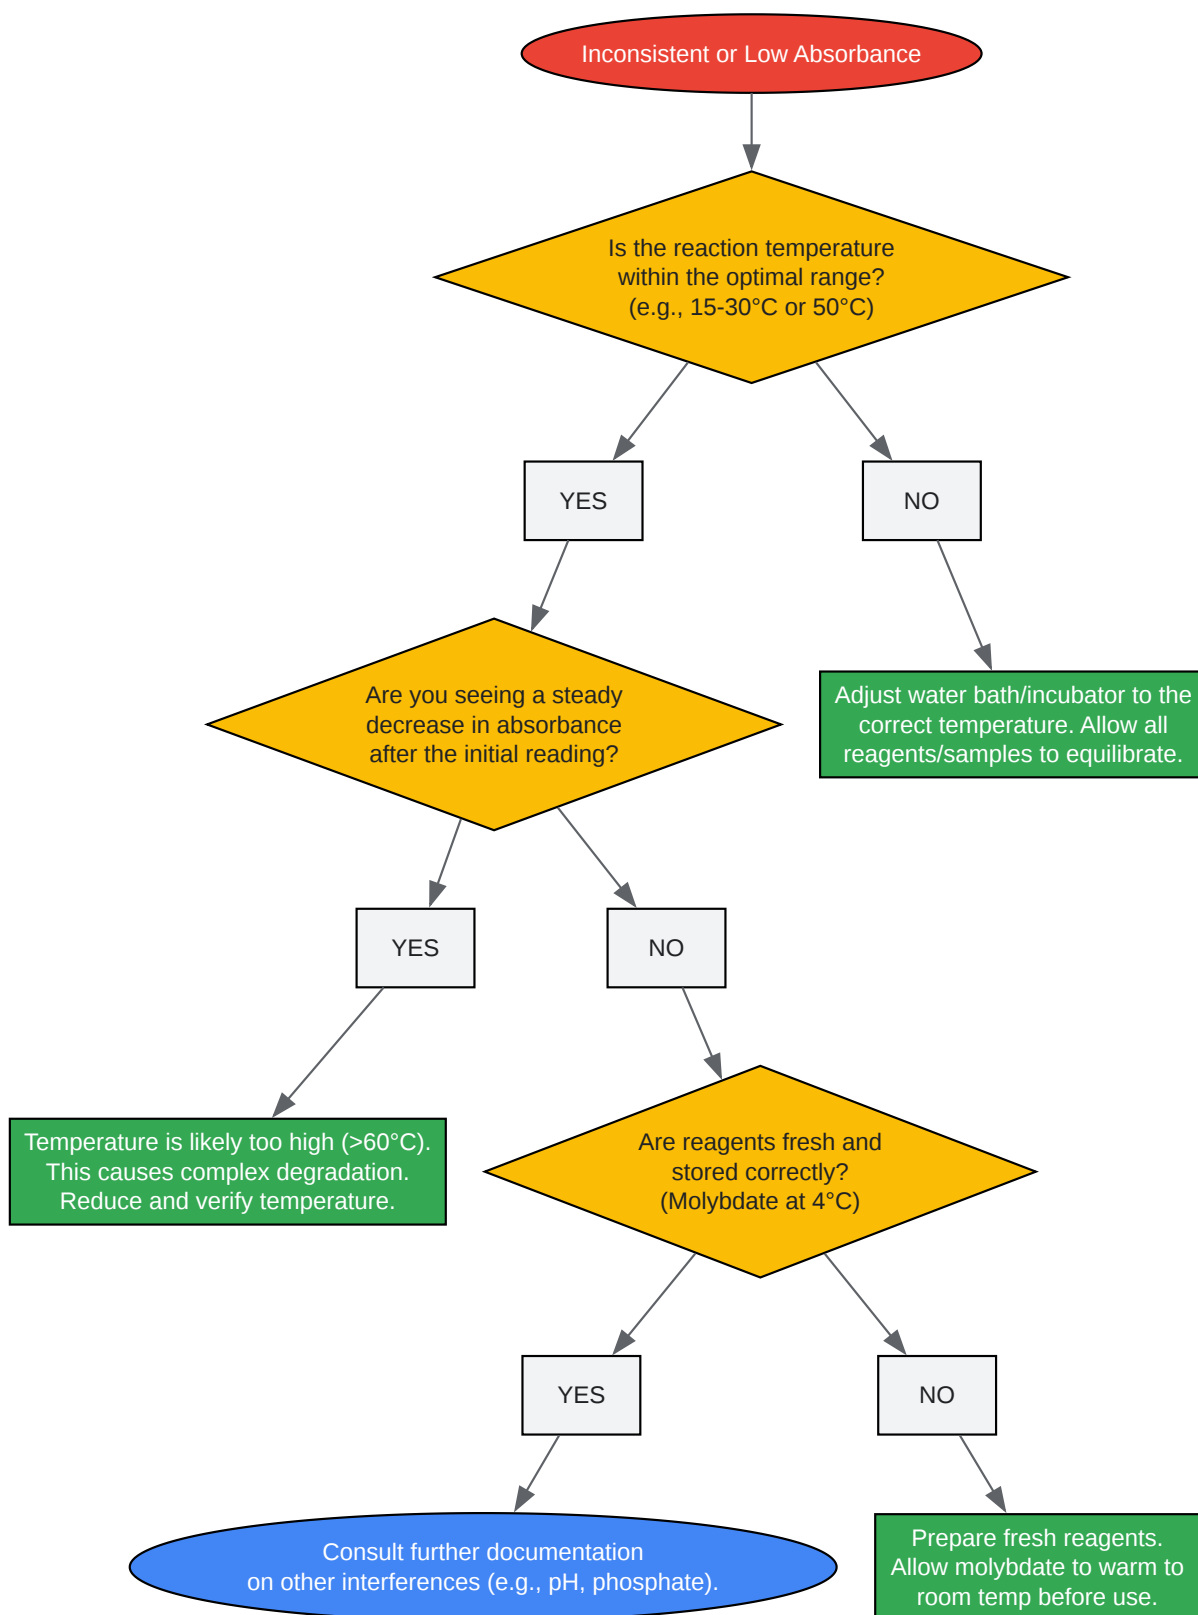 Inconsistent or Low Absorbance
Is the reaction temperature
within the optimal range?
(e.g., 15-30°C or 50°C)
YES
NO
Are you seeing a steady
decrease in absorbance
after the initial reading?
Adjust water bath/incubator to the
correct temperature. Allow all
reagents/samples to equilibrate.
YES
NO
Temperature is likely too high (>60°C).
This causes complex degradation.
Reduce and verify temperature.
Are reagents fresh and
stored correctly?
(Molybdate at 4°C)
YES
NO
Consult further documentation
on other interferences (e.g., pH, phosphate).
Prepare fresh reagents.
Allow molybdate to warm to
room temp before use.